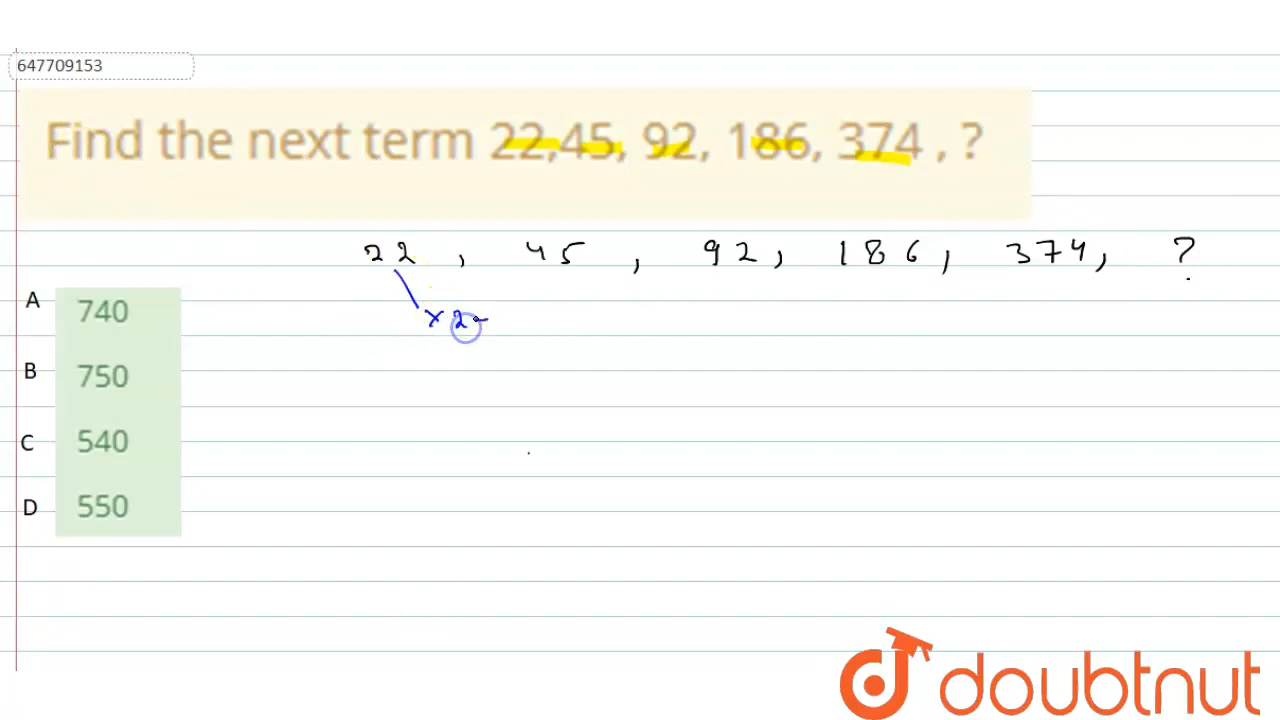 647709153
Find the next term 22,45, 92, 186, 374 , ?
22 , 45 , 92, 186, 374, ?
×2
A 740
B 750
C 540
D 550
doubtnut